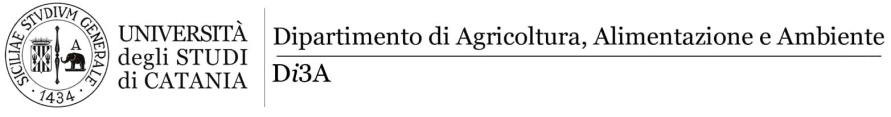 SICILIAE STVDIVM GENERALE
1434
A
UNIVERSITÀ
degli STUDI
di CATANIA
Dipartimento di Agricoltura, Alimentazione e Ambiente
Di3A